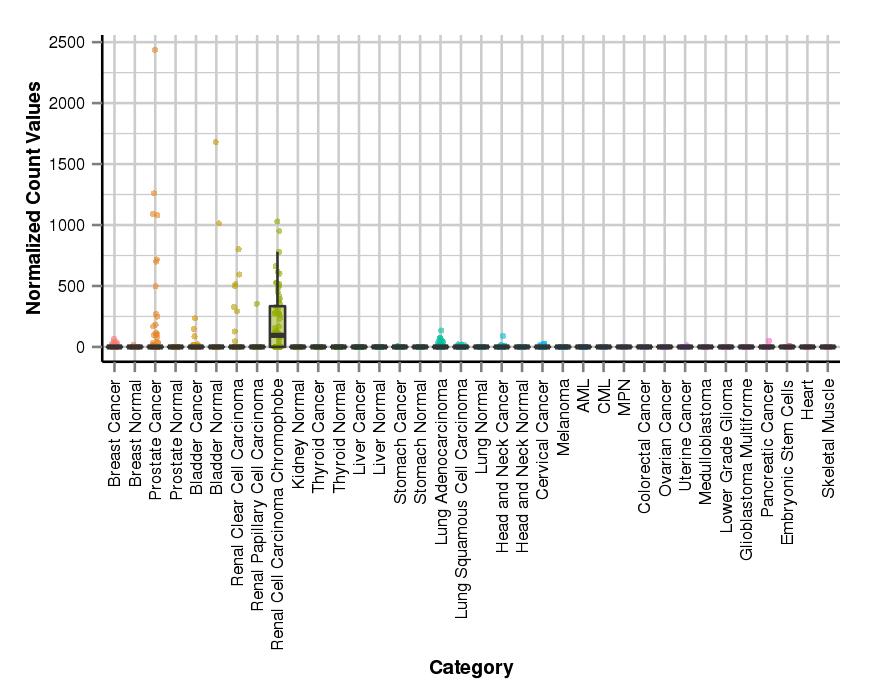 Normalized Count Values
2500
2000
1500
1000
500
0
Breast Cancer
Breast Normal
Prostate Cancer
Prostate Normal
Bladder Cancer
Bladder Normal
Renal Clear Cell Carcinoma
Renal Papillary Cell Carcinoma
Renal Cell Carcinoma Chromophobe
Kidney Normal
Thyroid Cancer
Thyroid Normal
Liver Cancer
Liver Normal
Stomach Cancer
Stomach Normal
Lung Adenocarcinoma
Lung Squamous Cell Carcinoma
Lung Normal
Head and Neck Cancer
Head and Neck Normal
Cervical Cancer
Melanoma
AML
CML
MPN
Colorectal Cancer
Ovarian Cancer
Uterine Cancer
Medulloblastoma
Lower Grade Glioma
Glioblastoma Multiforme
Pancreatic Cancer
Embryonic Stem Cells
Heart
Skeletal Muscle
Category